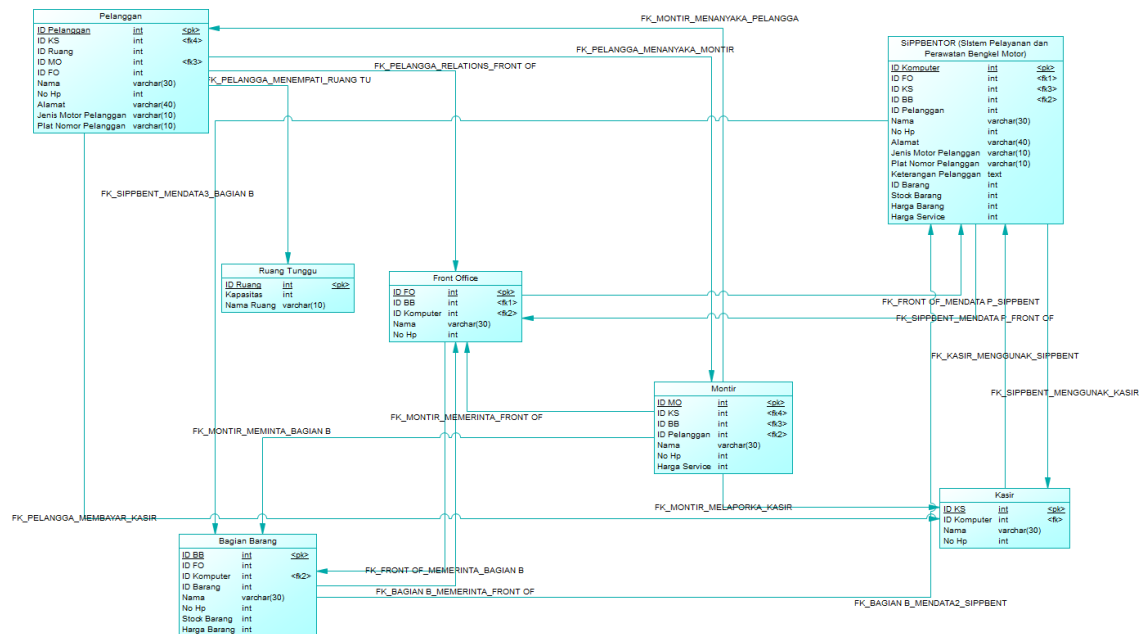 Pelanggan
ID Pelanggan int <pk>
ID KS int <fk4>
ID Ruang int
ID MO int <fk3>
ID FO int
Nama varchar(30)
No Hp int
Alamat varchar(40)
Jenis Motor Pelanggan varchar(10)
Plat Nomor Pelanggan varchar(10)
FK_MONTIR_MENANYAKA_PELANGGA
FK_PELANGGA_MENANYAKA_MONTIR
FK_PELANGGA_RELATIONS_FRONT OF
FK_PELANGGA_MENEMPATI_RUANG TU
SiPPBENTOR (SIstem Pelayanan dan
Perawatan Bengkel Motor)
ID Komputer int <pk>
ID FO int <fk1>
ID KS int <fk3>
ID BB int <fk2>
ID Pelanggan int
Nama varchar(30)
No Hp int
Alamat varchar(40)
Jenis Motor Pelanggan varchar(10)
Plat Nomor Pelanggan varchar(10)
Keterangan Pelanggan text
ID Barang int
Stock Barang int
Harga Barang int
Harga Service int
FK_SIPPBENT_MENDATA3_BAGIAN B
Ruang Tunggu
ID Ruang int <pk>
Kapasitas int
Nama Ruang varchar(10)
Front Office
ID FO int <pk>
ID BB int <fk1>
ID Komputer int <fk2>
Nama varchar(30)
No Hp int
FK_FRONT OF_MENDATA P_SIPPBENT
FK_SIPPBENT_MENDATA P_FRONT OF
FK_KASIR_MENGGUNAK_SIPPBENT
FK_SIPPBENT_MENGGUNAK_KASIR
Montir
ID MO int <pk>
ID KS int <fk4>
ID BB int <fk3>
ID Pelanggan int <fk2>
Nama varchar(30)
No Hp int
Harga Service int
FK_MONTIR_MEMERINTA_FRONT OF
FK_MONTIR_MEMINTA_BAGIAN B
FK_MONTIR_MELAPORKA_KASIR
FK_PELANGGA_MEMBAYAR_KASIR
Kasir
ID KS int <pk>
ID Komputer int <fk>
Nama varchar(30)
No Hp int
Bagian Barang
ID BB int <pk>
ID FO int
ID Komputer int <fk2>
ID Barang int
Nama varchar(30)
No Hp int
Stock Barang int
Harga Barang int
FK_FRONT OF_MEMERINTA_BAGIAN B
FK_BAGIAN B_MEMERINTA_FRONT OF
FK_BAGIAN B_MENDATA2_SIPPBENT